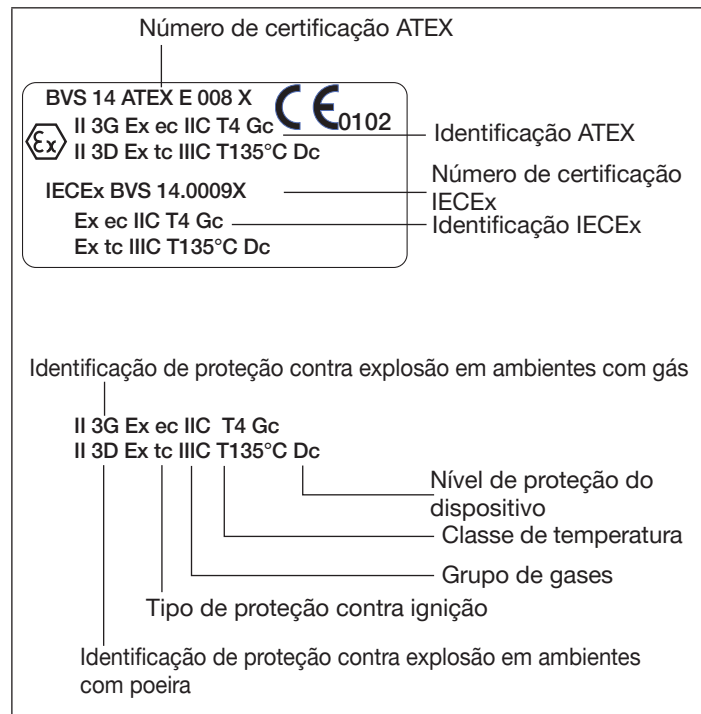 Número de certificação ATEX
BVS 14 ATEX E 008 X
CE 0102
II 3G Ex ec IIC T4 Gc
Ex
II 3D Ex tc IIIC T135°C Dc
Identificação ATEX
IECEx BVS 14.0009X
Número de certificação
IECEx
Ex ec IIC T4 Gc
Identificação IECEx
Ex tc IIIC T135°C Dc
Identificação de proteção contra explosão em ambientes com gás
II 3G Ex ec IIC T4 Gc
II 3D Ex tc IIIC T135°C Dc
Nível de proteção do
dispositivo
Classe de temperatura
Grupo de gases
Tipo de proteção contra ignição
Identificação de proteção contra explosão em ambientes
com poeira